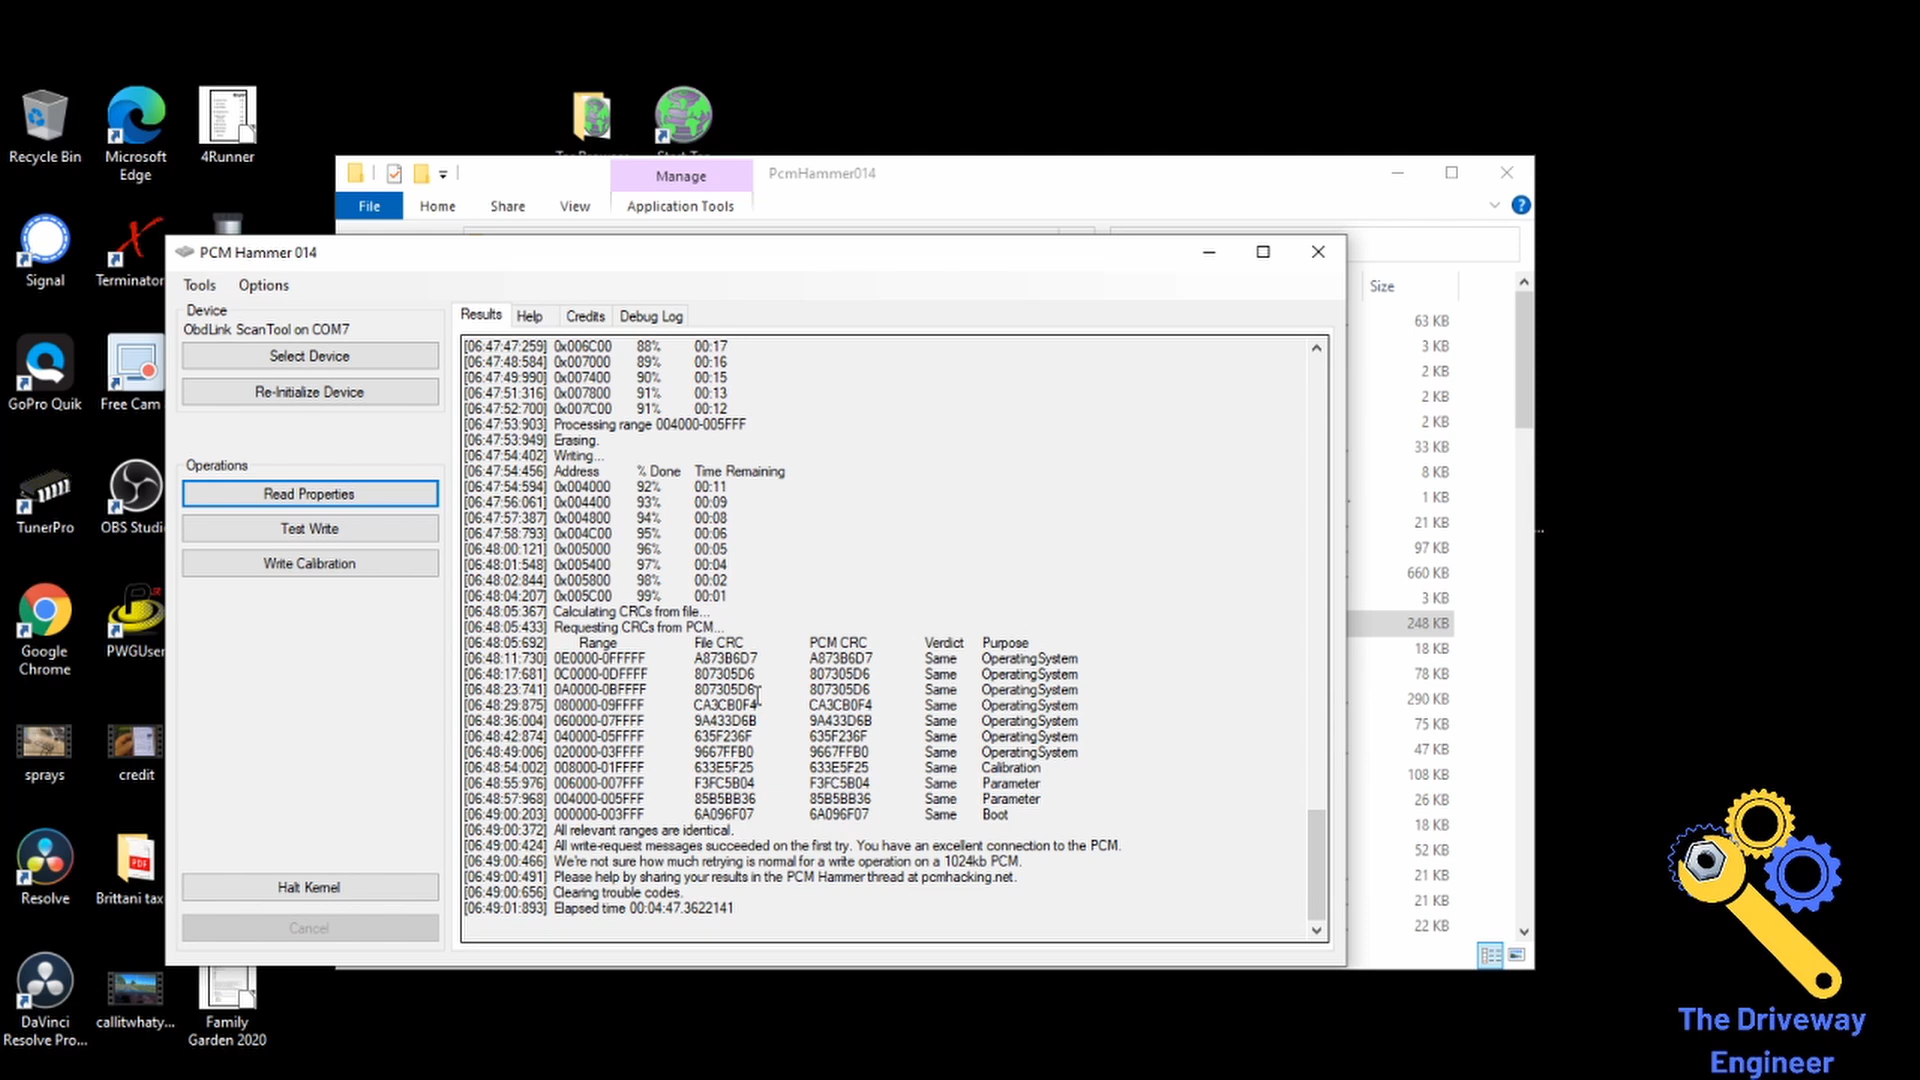 Recycle Bin
Microsoft
Edge
4Runner
Signal
Terminator
GoPro Quik
Free Cam
TunerPro
OBS Studi
Google
Chrome
PWGUser
sprays
credit
Resolve
Brittani tax
DaVinci
Resolve Pro...
callitwhaty...
Family
Garden 2020
PDF
Manage
PcmHammer014
File
Home
Share
View
Application Tools
Size
63 KB
3 KB
2 KB
2 KB
2 KB
33 KB
8 KB
1 KB
21 KB
97 KB
660 KB
3 KB
248 KB
18 KB
78 KB
290 KB
75 KB
47 KB
108 KB
26 KB
18 KB
52 KB
21 KB
21 KB
22 KB
PCM Hammer 014
Tools Options
Device
ObdLink ScanTool on COM7
Select Device
Re-Initialize Device
Operations
Read Properties
Test Write
Write Calibration
Halt Kernel
Cancel
Results Help Credits Debug Log
[06:47:47:259] 0x006C00 88% 00:17
[06:47:48:584] 0x007000 89% 00:16
[06:47:49:990] 0x007400 90% 00:15
[06:47:51:316] 0x007800 91% 00:13
[06:47:52:700] 0x007C00 91% 00:12
[06:47:53:903] Processing range 004000-005FFF
[06:47:53:949] Erasing.
[06:47:54:402] Writing...
[06:47:54:456] Address % Done Time Remaining
[06:47:54:594] 0x004000 92% 00:11
[06:47:56:061] 0x004400 93% 00:09
[06:47:57:387] 0x004800 94% 00:08
[06:47:58:793] 0x004C00 95% 00:06
[06:48:00:121] 0x005000 96% 00:05
[06:48:01:548] 0x005400 97% 00:04
[06:48:02:844] 0x005800 98% 00:02
[06:48:04:207] 0x005C00 99% 00:01
[06:48:05:367] Calculating CRCs from file...
[06:48:05:433] Requesting CRCs from PCM...
[06:48:05:692] Range File CRC PCM CRC Verdict Purpose
[06:48:11:730] 0E0000-0FFFFF A873B6D7 A873B6D7 Same OperatingSystem
[06:48:17:681] 0C0000-0DFFFF 807305D6 807305D6 Same OperatingSystem
[06:48:23:741] 0A0000-0BFFFF 807305D6 807305D6 Same OperatingSystem
[06:48:29:875] 080000-09FFFF CA3CB0F4 CA3CB0F4 Same OperatingSystem
[06:48:36:004] 060000-07FFFF 9A433D6B 9A433D6B Same OperatingSystem
[06:48:42:874] 040000-05FFFF 635F236F 635F236F Same OperatingSystem
[06:48:49:006] 020000-03FFFF 9667FFB0 9667FFB0 Same OperatingSystem
[06:48:54:002] 008000-01FFFF 633E5F25 633E5F25 Same Calibration
[06:48:55:976] 006000-007FFF F3FC5B04 F3FC5B04 Same Parameter
[06:48:57:968] 004000-005FFF 85B5BB36 85B5BB36 Same Parameter
[06:49:00:203] 000000-003FFF 6A096F07 6A096F07 Same Boot
[06:49:00:372] All relevant ranges are identical.
[06:49:00:424] All write-request messages succeeded on the first try. You have an excellent connection to the PCM.
[06:49:00:466] We're not sure how much retrying is normal for a write operation on a 1024kb PCM.
[06:49:00:491] Please help by sharing your results in the PCM Hammer thread at pcmhacking.net.
[06:49:00:656] Clearing trouble codes.
[06:49:01:893] Elapsed time 00:04:47.3622141
The Driveway
Engineer